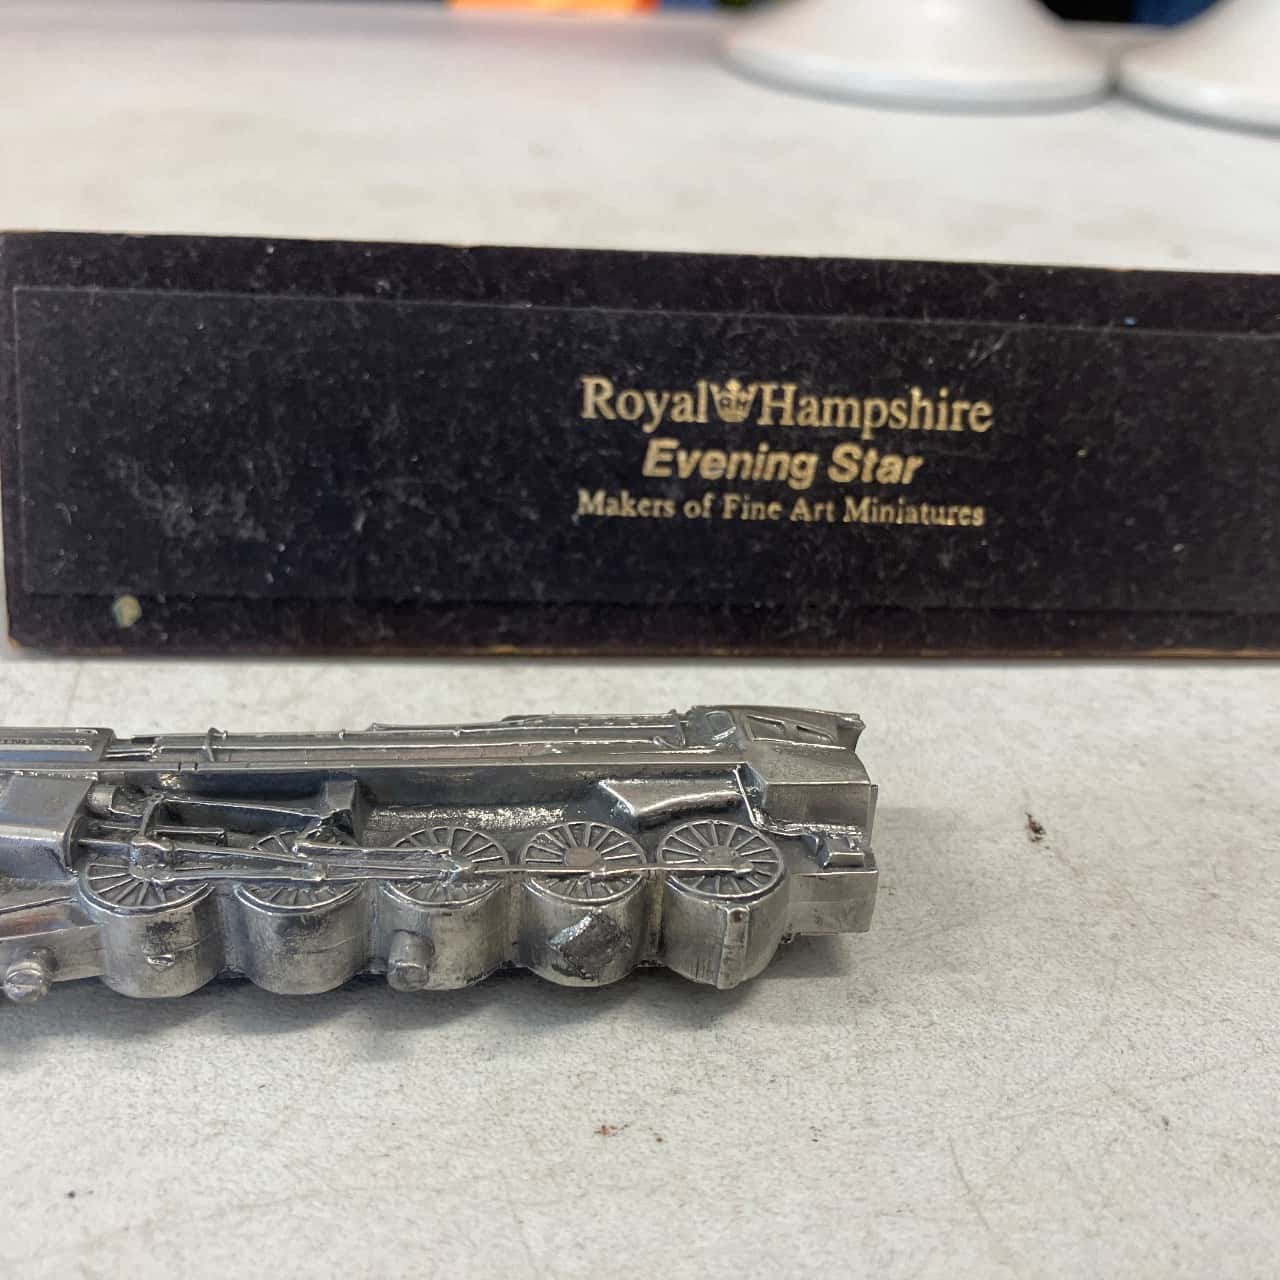 Royal Hampshire
Evening Star
Makers of Fine Art Miniatures